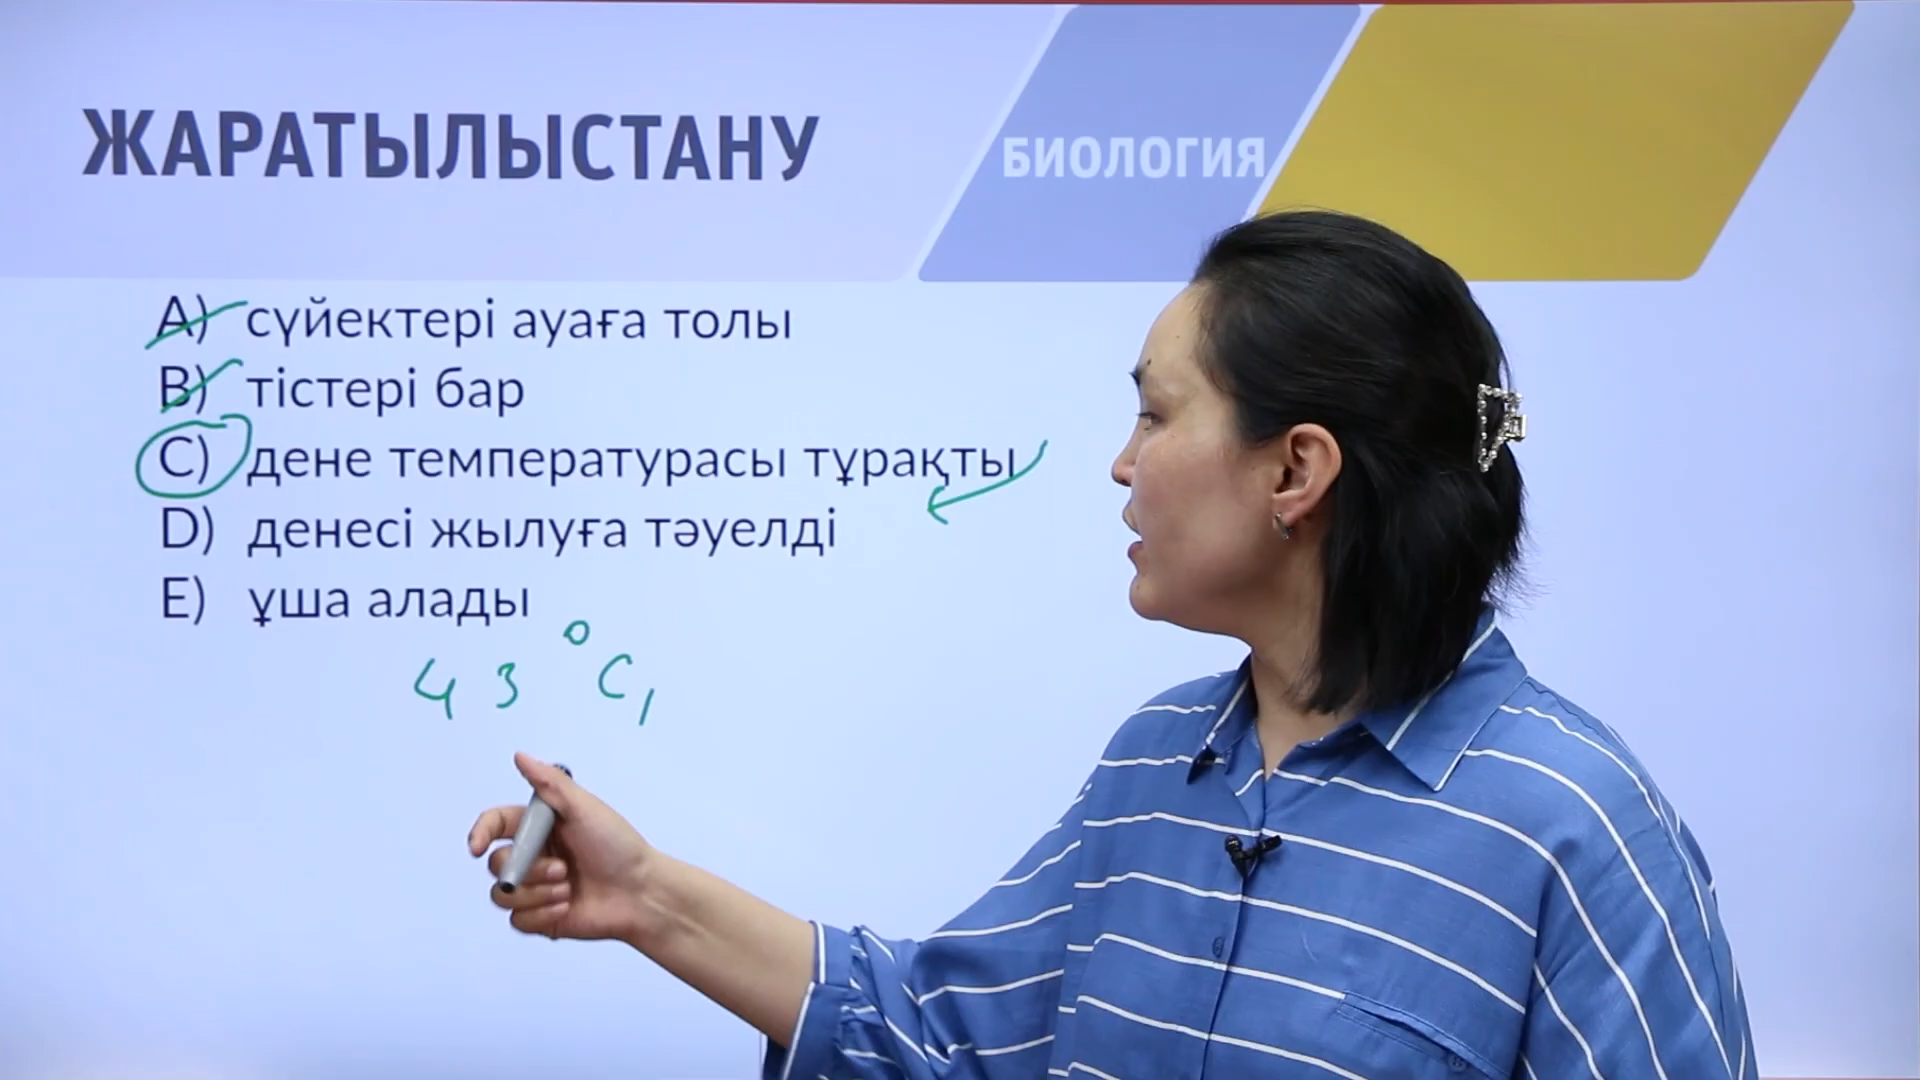 ЖАРАТЫЛЫСТАНУ
БИОЛОГИЯ
A) сүйектері ауаға толы
B) тістері бар
C) дене температурасы тұрақты
D) денесі жылуға тәуелді
E) ұша алады
43 °C,